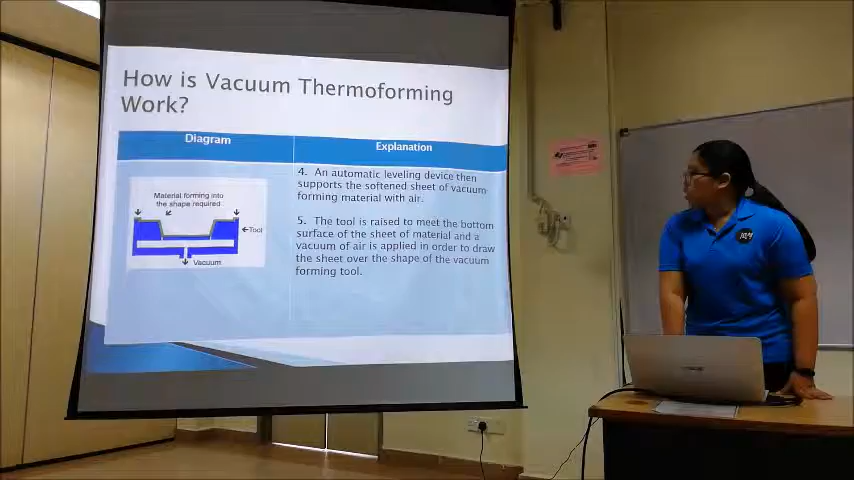 How is Vacuum Thermoforming
Work?
Diagram
Explanation
Material forming into
the shape required
Tool
Vacuum
4. An automatic leveling device then
supports the softened sheet of vacuum
forming material with air.
5. The tool is raised to meet the bottom
surface of the sheet of material and a
vacuum of air is applied in order to draw
the sheet over the shape of the vacuum
forming tool.